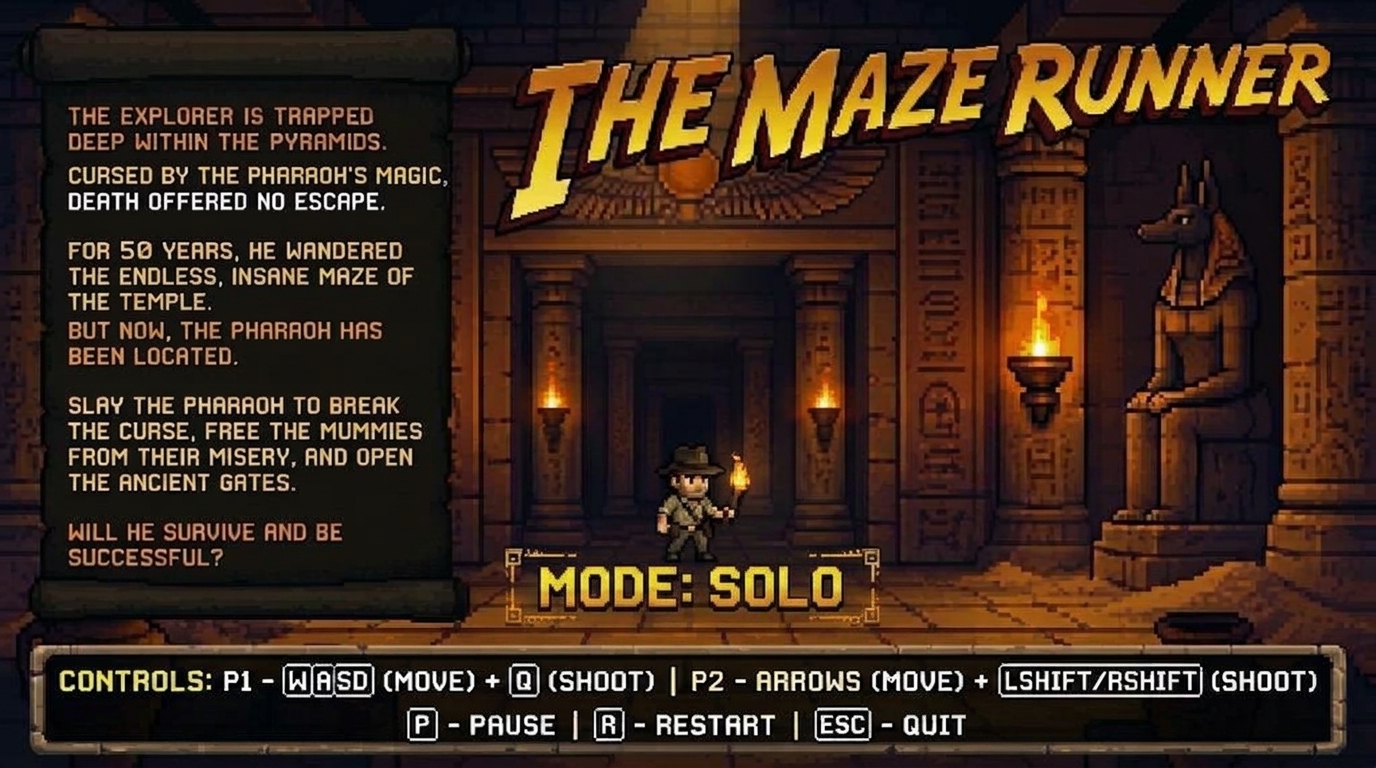 THE MAZE RUNNER
THE EXPLORER IS TRAPPED
DEEP WITHIN THE PYRAMIDS.
CURSED BY THE PHARAOH'S MAGIC,
DEATH OFFERED NO ESCAPE.
FOR 50 YEARS, HE WANDERED
THE ENDLESS, INSANE MAZE OF
THE TEMPLE.
BUT NOW, THE PHARAOH HAS
BEEN LOCATED.
SLAY THE PHARAOH TO BREAK
THE CURSE, FREE THE MUMMIES
FROM THEIR MISERY, AND OPEN
THE ANCIENT GATES.
WILL HE SURVIVE AND BE
SUCCESSFUL?
MODE: SOLO
CONTROLS: P1 - WASD (MOVE) + Q (SHOOT) | P2 - ARROWS (MOVE) + LSHIFT/RSHIFT (SHOOT)
P - PAUSE | R - RESTART | ESC - QUIT